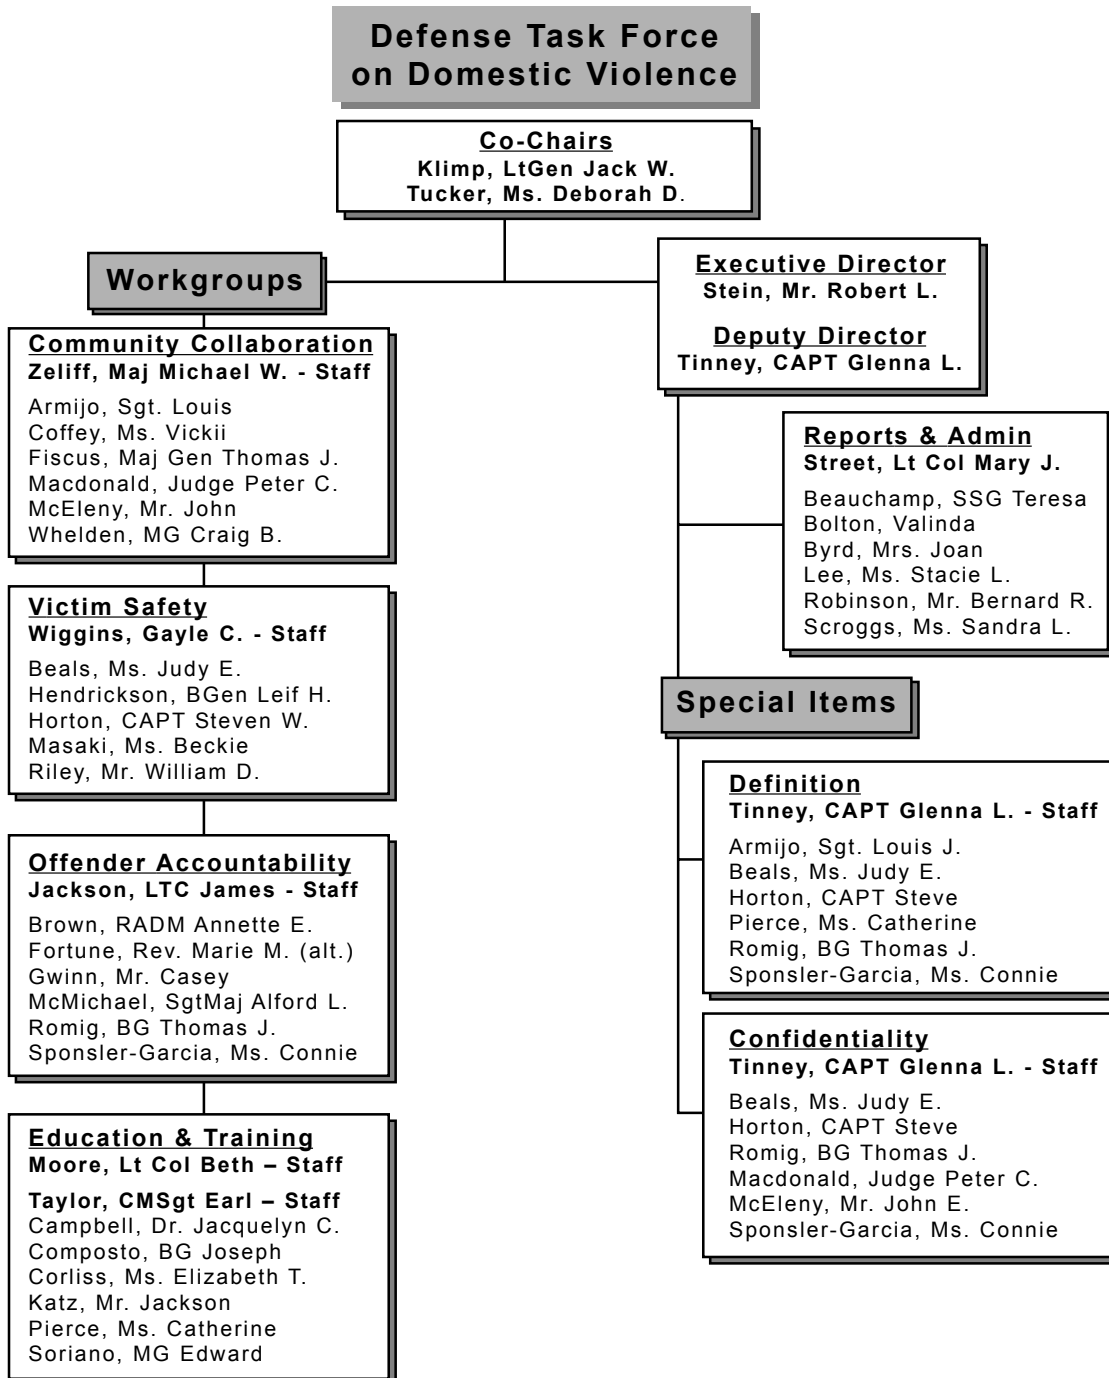 Defense Task Force
on Domestic Violence
Co-Chairs
Klimp, LtGen Jack W.
Tucker, Ms. Deborah D.
Workgroups
Community Collaboration
Zeliff, Maj Michael W. - Staff
Armijo, Sgt. Louis
Coffey, Ms. Vickii
Fiscus, Maj Gen Thomas J.
Macdonald, Judge Peter C.
McEleny, Mr. John
Whelden, MG Craig B.
Victim Safety
Wiggins, Gayle C. - Staff
Beals, Ms. Judy E.
Hendrickson, BGen Leif H.
Horton, CAPT Steven W.
Masaki, Ms. Beckie
Riley, Mr. William D.
Offender Accountability
Jackson, LTC James - Staff
Brown, RADM Annette E.
Fortune, Rev. Marie M. (alt.)
Gwinn, Mr. Casey
McMichael, SgtMaj Alford L.
Romig, BG Thomas J.
Sponsler-Garcia, Ms. Connie
Education & Training
Moore, Lt Col Beth – Staff
Taylor, CMSgt Earl – Staff
Campbell, Dr. Jacquelyn C.
Composto, BG Joseph
Corliss, Ms. Elizabeth T.
Katz, Mr. Jackson
Pierce, Ms. Catherine
Soriano, MG Edward
Executive Director
Stein, Mr. Robert L.
Deputy Director
Tinney, CAPT Glenna L.
Reports & Admin
Street, Lt Col Mary J.
Beauchamp, SSG Teresa
Bolton, Valinda
Byrd, Mrs. Joan
Lee, Ms. Stacie L.
Robinson, Mr. Bernard R.
Scroggs, Ms. Sandra L.
Special Items
Definition
Tinney, CAPT Glenna L. - Staff
Armijo, Sgt. Louis J.
Beals, Ms. Judy E.
Horton, CAPT Steve
Pierce, Ms. Catherine
Romig, BG Thomas J.
Sponsler-Garcia, Ms. Connie
Confidentiality
Tinney, CAPT Glenna L. - Staff
Beals, Ms. Judy E.
Horton, CAPT Steve
Romig, BG Thomas J.
Macdonald, Judge Peter C.
McEleny, Mr. John E.
Sponsler-Garcia, Ms. Connie